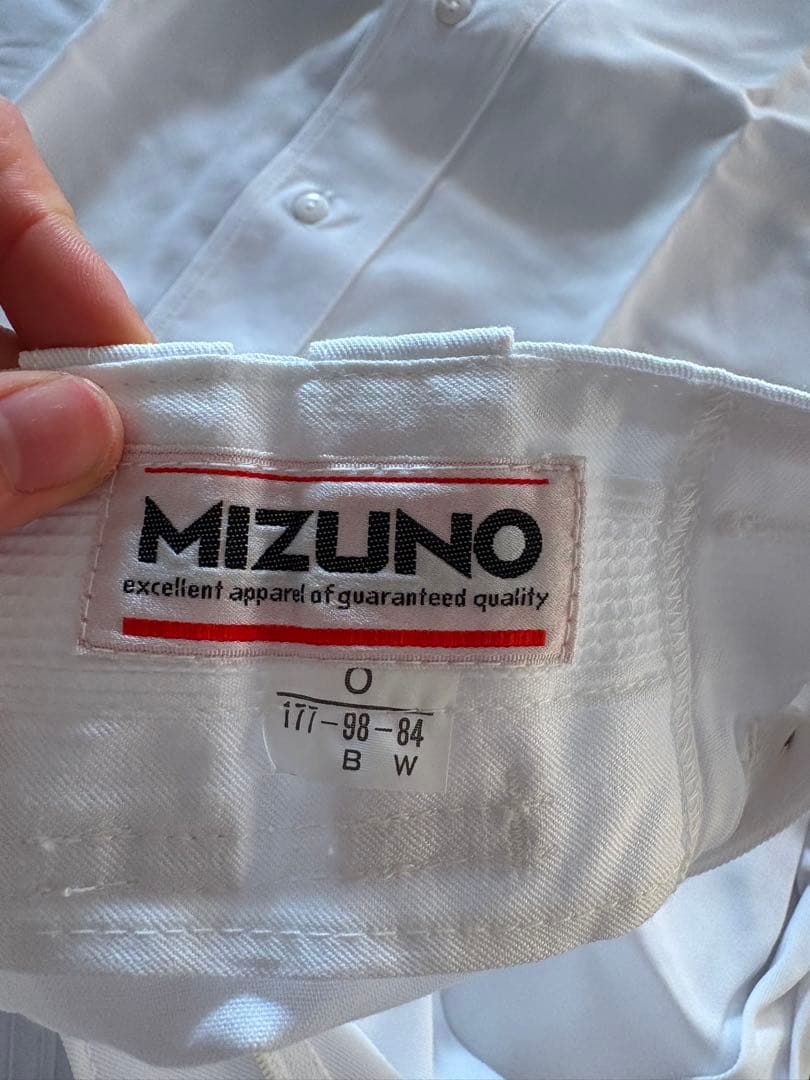 MIZUNO
excellent apparel of guaranteed quality
O
177-98-84
B W